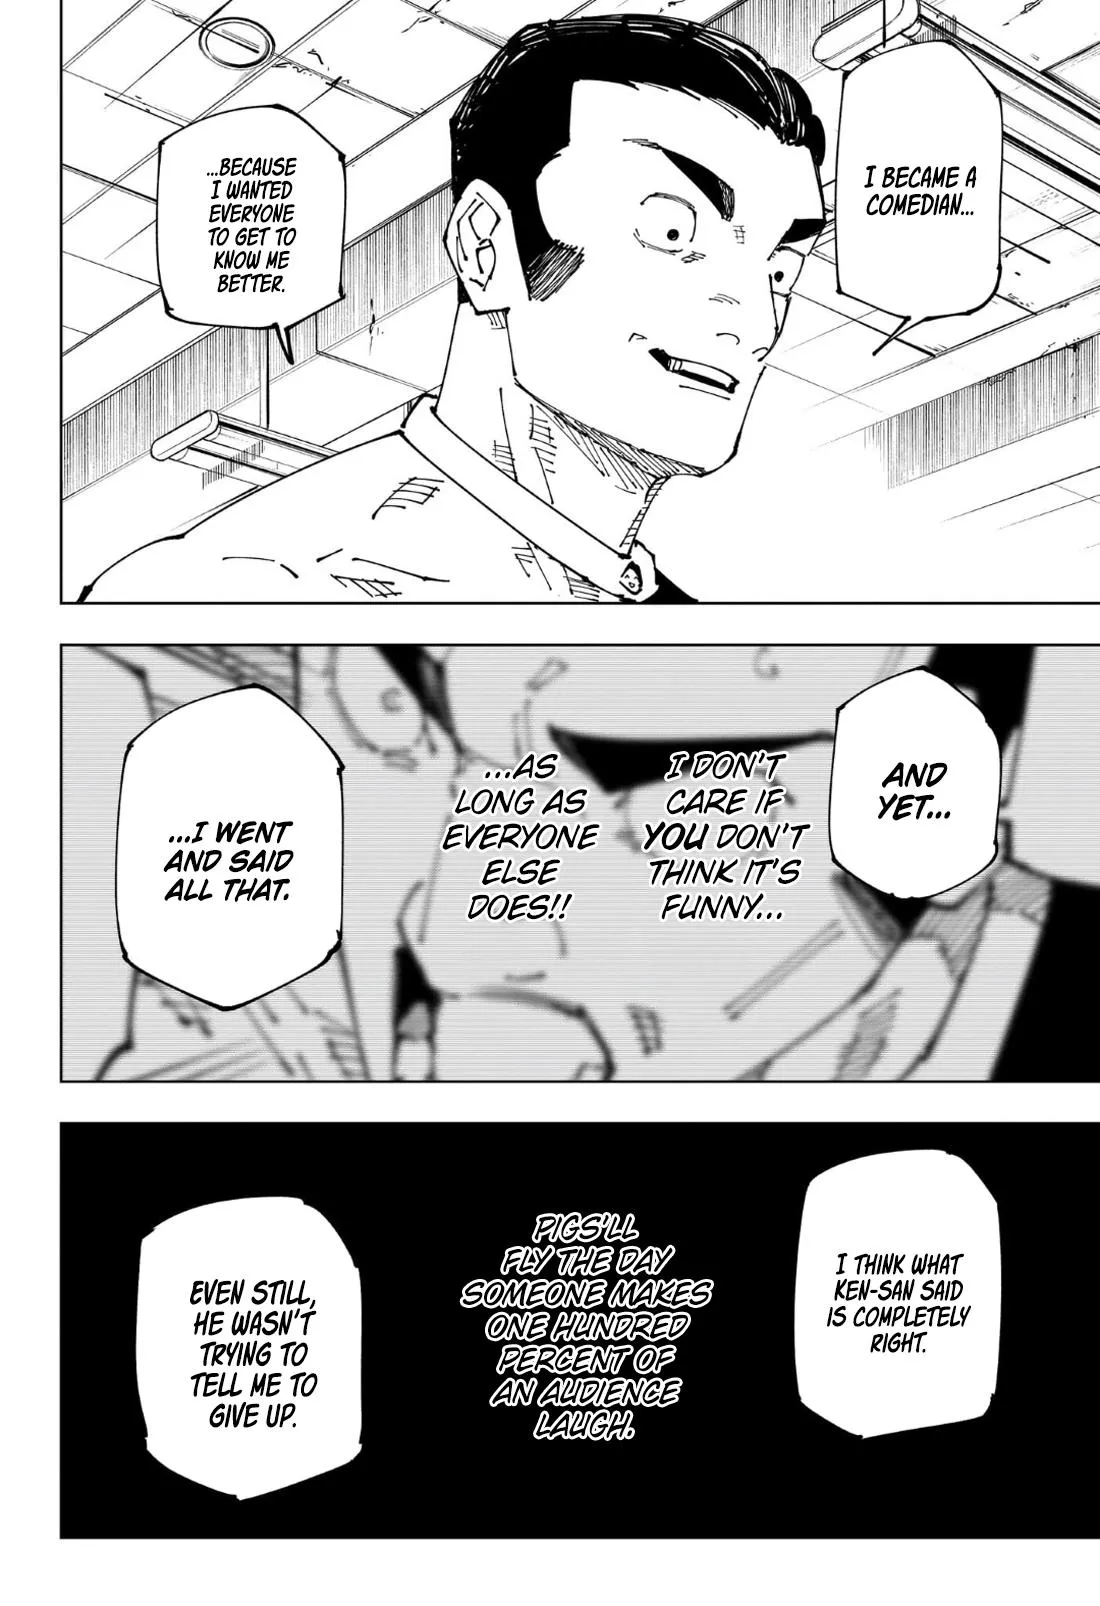 I BECAME A
COMEDIAN...
...BECAUSE
I WANTED
EVERYONE
TO GET TO
KNOW ME
BETTER.
AND
YET...
I DON'T
CARE IF
YOU DON'T
THINK IT'S
FUNNY...
...AS
LONG AS
EVERYONE
ELSE
DOES!!
...I WENT
AND SAID
ALL THAT.
I THINK WHAT
KEN-SAN SAID
IS COMPLETELY
RIGHT.
PIGS'LL
FLY THE DAY
SOMEONE MAKES
ONE HUNDRED
PERCENT OF
AN AUDIENCE
LAUGH.
EVEN STILL,
HE WASN'T
TRYING TO
TELL ME TO
GIVE UP.